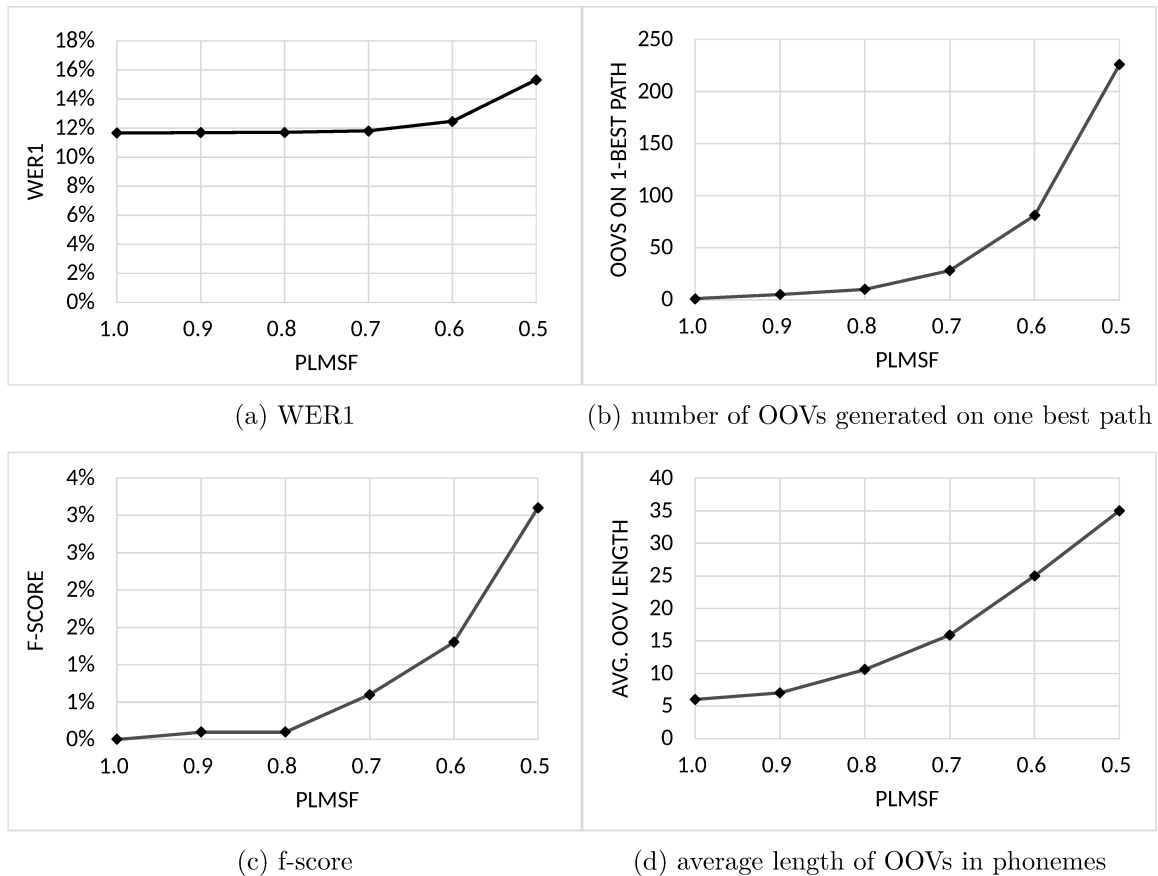 18%
16%
14%
12%
10%
8%
6%
4%
2%
0%
WER1
1.0 0.9 0.8 0.7 0.6 0.5
PLMSF
250
200
150
100
50
0
OOVS ON 1-BEST PATH
1.0 0.9 0.8 0.7 0.6 0.5
PLMSF
(a) WER1
(b) number of OOVs generated on one best path
4%
3%
3%
2%
2%
1%
1%
0%
F-SCORE
1.0 0.9 0.8 0.7 0.6 0.5
PLMSF
40
35
30
25
20
15
10
5
0
AVG. OOV LENGTH
1.0 0.9 0.8 0.7 0.6 0.5
PLMSF
(c) f-score
(d) average length of OOVs in phonemes